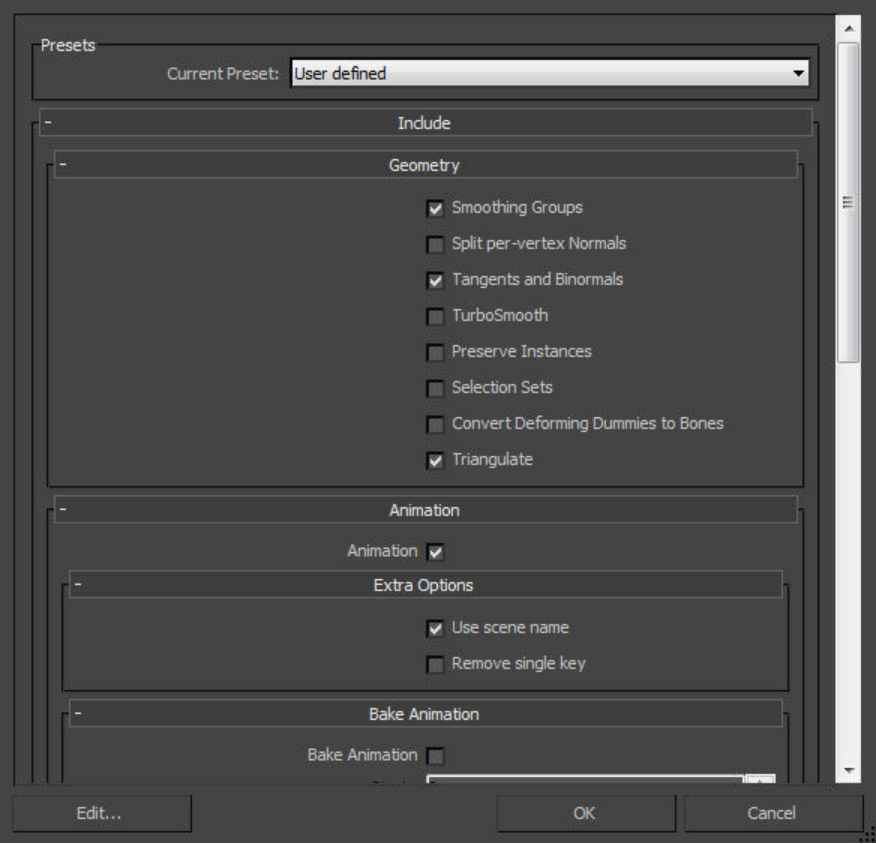 Presets
Current Preset: User defined
- Include
- Geometry
Smoothing Groups
Split per-vertex Normals
Tangents and Binormals
TurboSmooth
Preserve Instances
Selection Sets
Convert Deforming Dummies to Bones
Triangulate
- Animation
Animation
- Extra Options
Use scene name
Remove single key
- Bake Animation
Bake Animation
Edit... OK Cancel